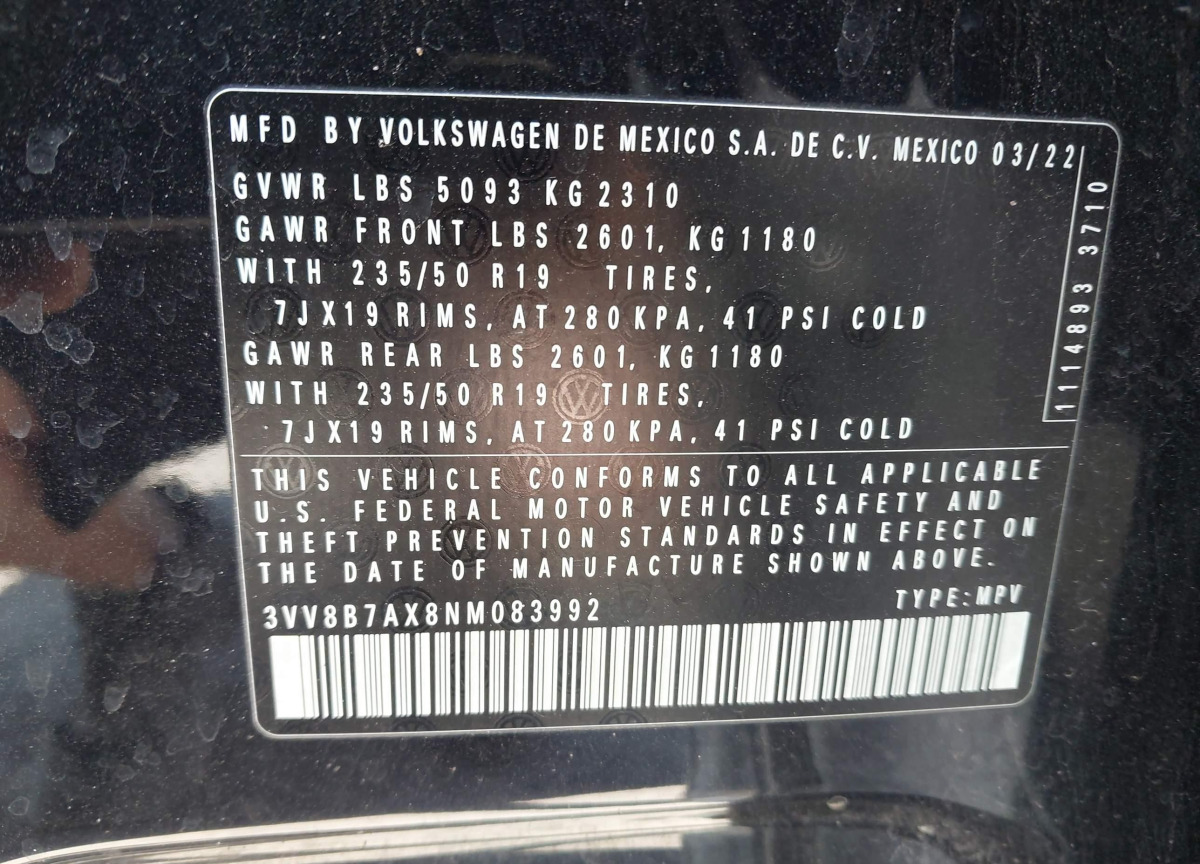 MFD BY VOLKSWAGEN DE MEXICO S.A. DE C.V. MEXICO 03/22
GVWR LBS 5093 KG 2310
GAWR FRONT LBS 2601, KG 1180
WITH 235/50 R19 TIRES,
7JX19 RIMS, AT 280 KPA, 41 PSI COLD
GAWR REAR LBS 2601, KG 1180
WITH 235/50 R19 TIRES,
7JX19 RIMS, AT 280 KPA, 41 PSI COLD
1114893 3710
THIS VEHICLE CONFORMS TO ALL APPLICABLE
U.S. FEDERAL MOTOR VEHICLE SAFETY AND
THEFT PREVENTION STANDARDS IN EFFECT ON
THE DATE OF MANUFACTURE SHOWN ABOVE.
3VV8B7AX8NM083992 TYPE:MPV